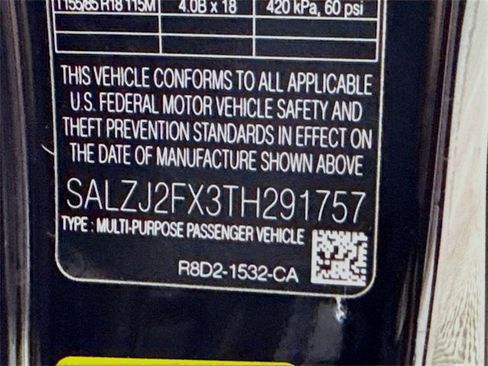 T155/85 R18 115M 4.0B x 18 420 kPa, 60 psi
THIS VEHICLE CONFORMS TO ALL APPLICABLE
U.S. FEDERAL MOTOR VEHICLE SAFETY AND
THEFT PREVENTION STANDARDS IN EFFECT ON
THE DATE OF MANUFACTURE SHOWN ABOVE
SALZJ2FX3TH291757
TYPE : MULTI-PURPOSE PASSENGER VEHICLE
R8D2-1532-CA